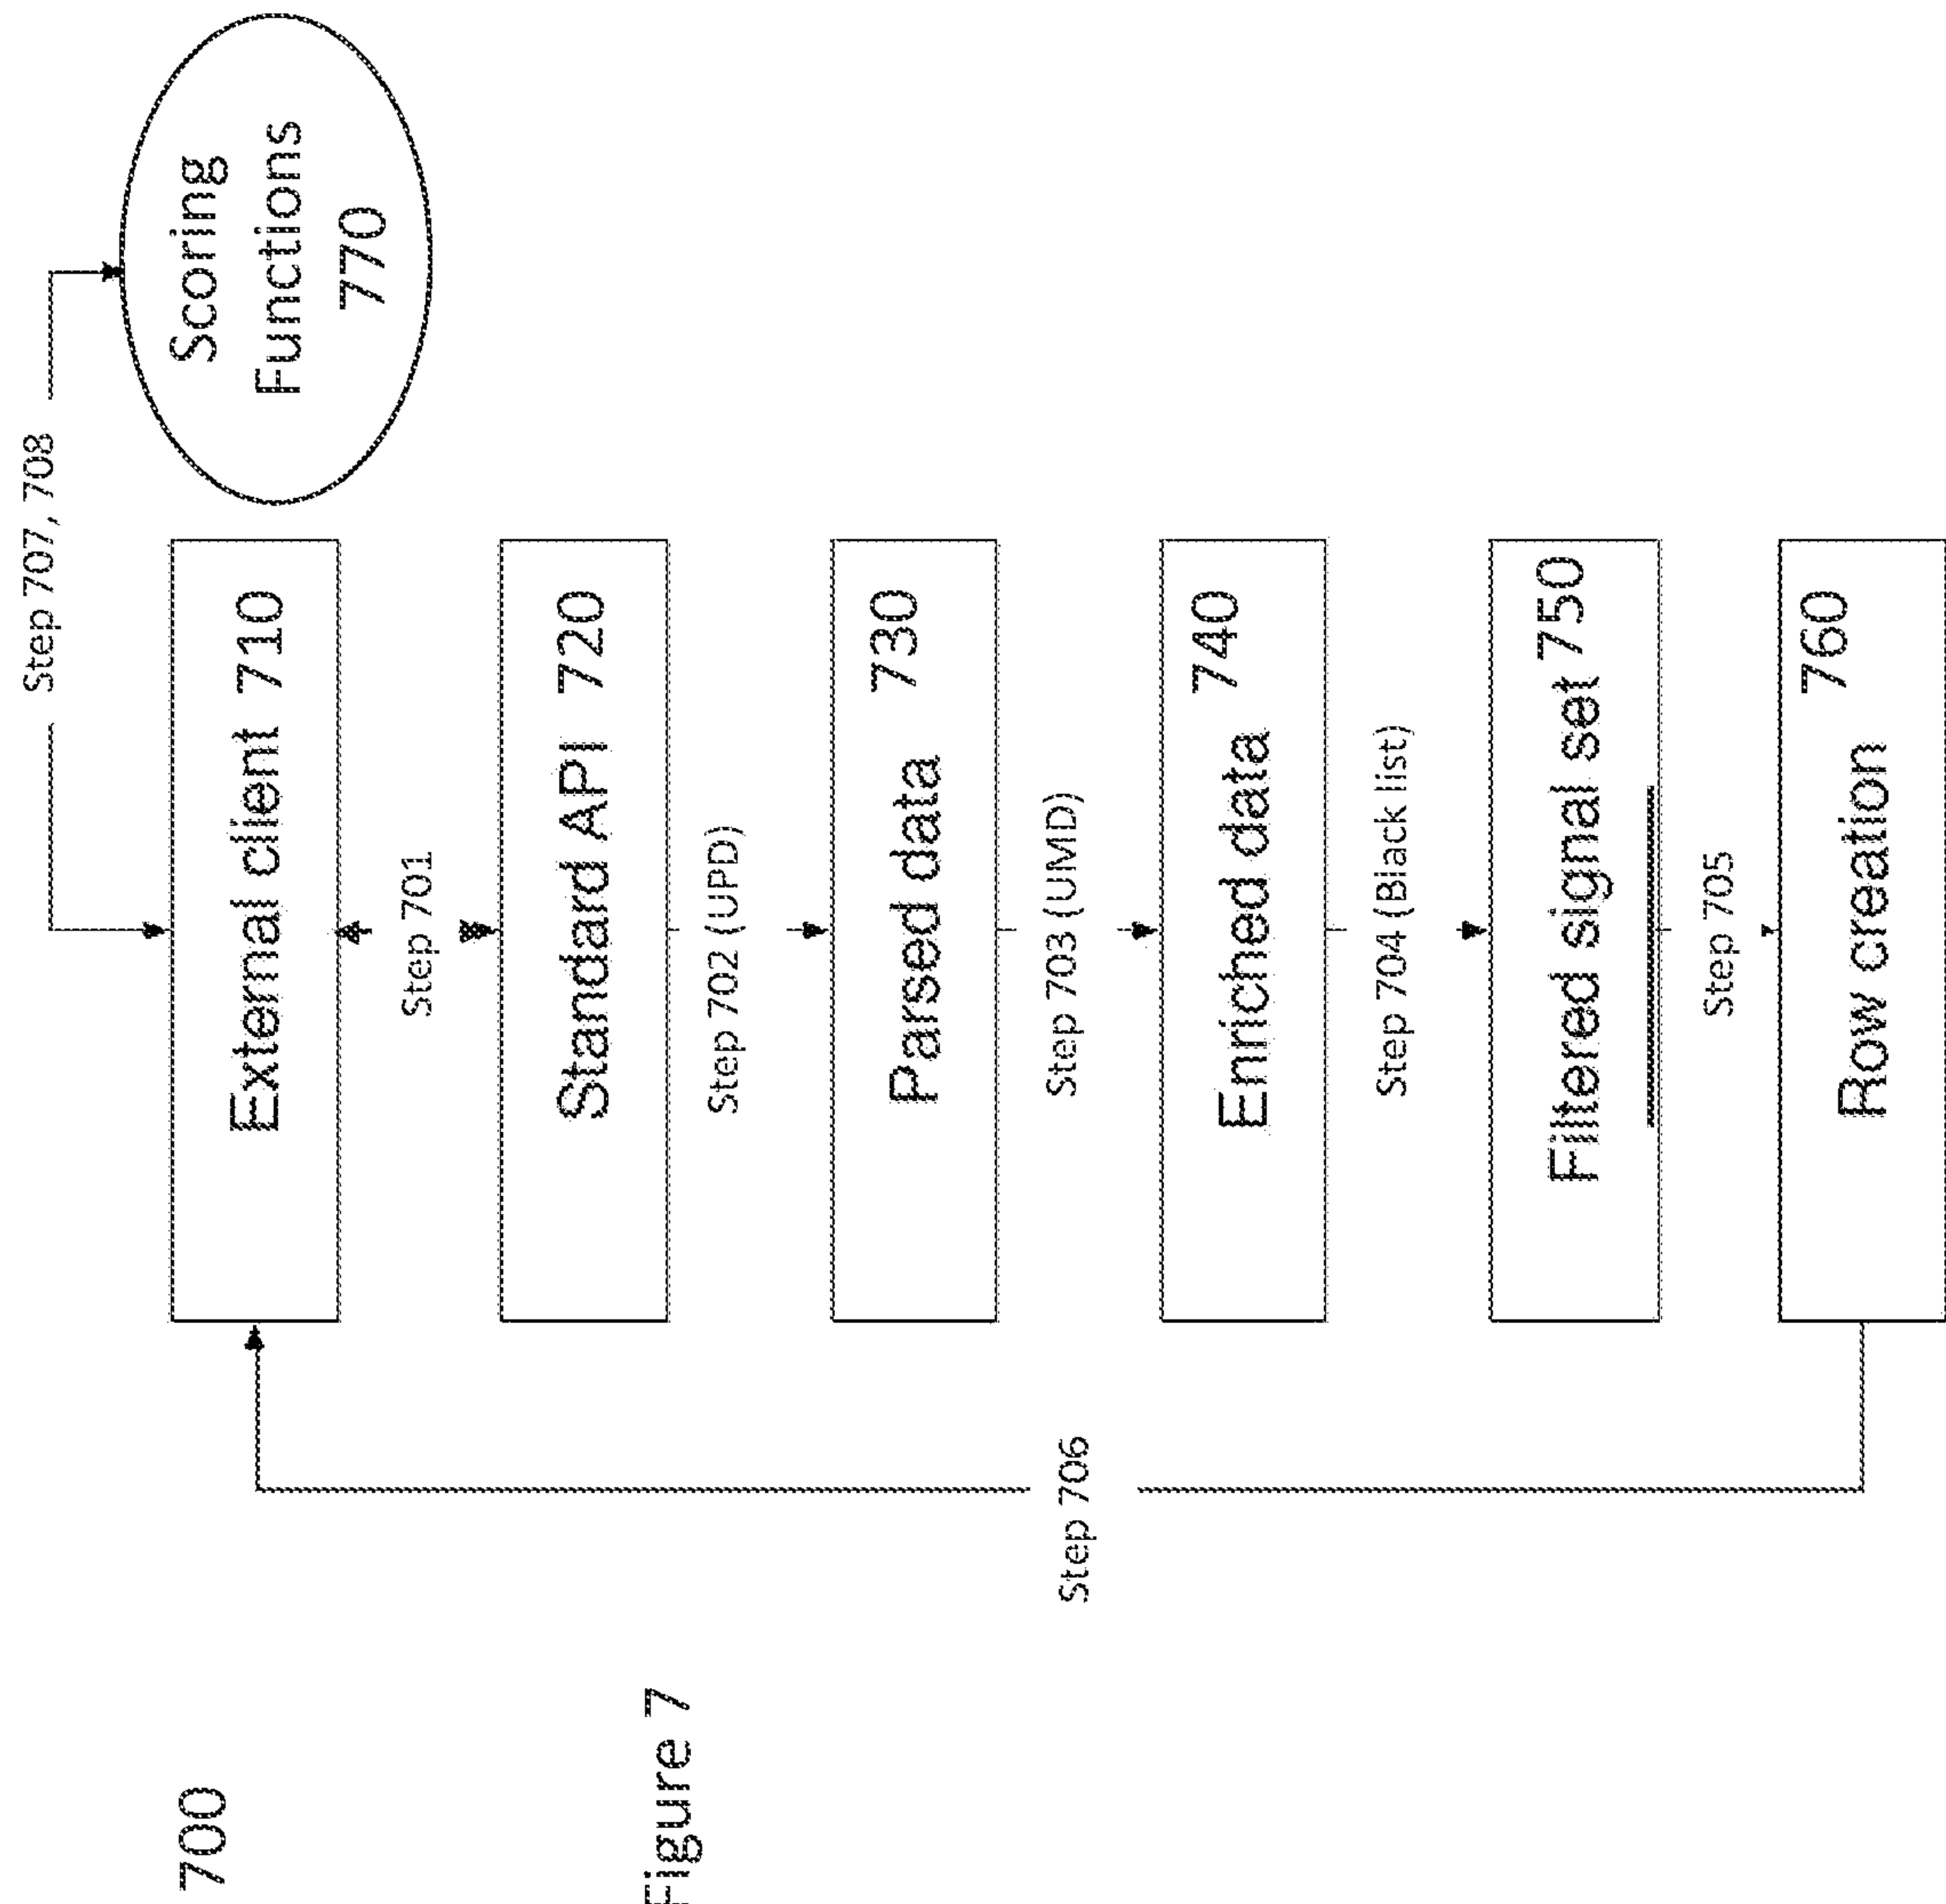 700
Figure 7
Step 707, 708
Scoring
Functions
770
External client 710
Step 701
Standard API 720
Step 702 (UPD)
Parsed data 730
Step 703 (UMD)
Enriched data 740
Step 704 (Black list)
Filtered signal set 750
Step 705
760
Row creation
Step 706